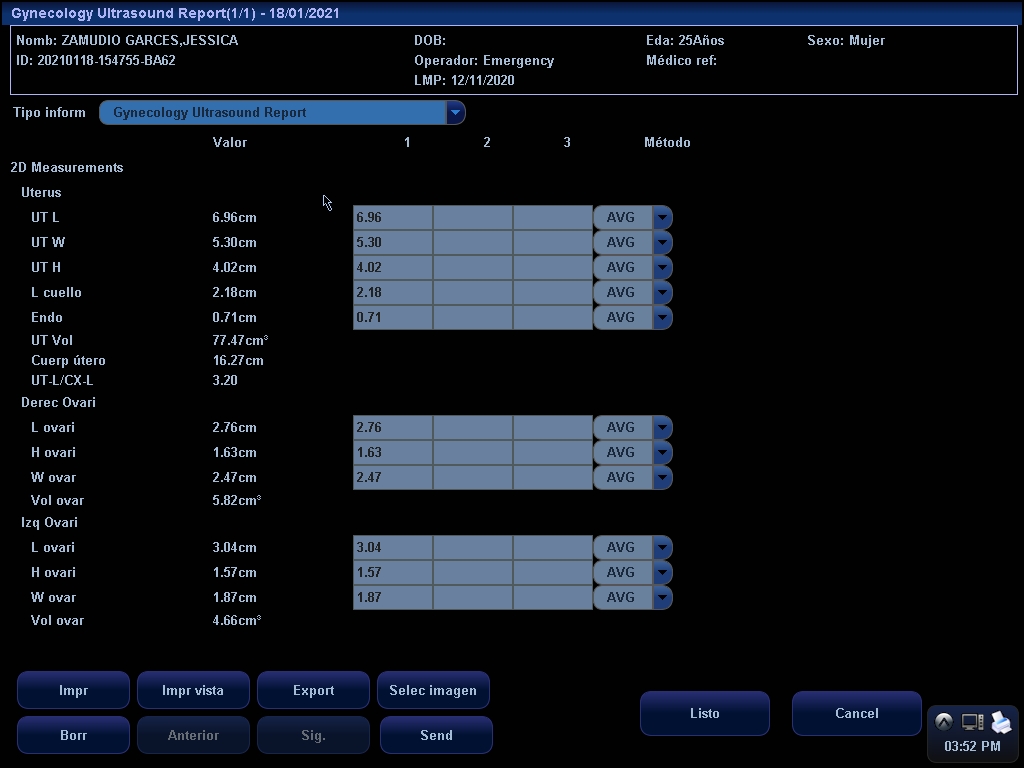 Gynecology Ultrasound Report(1/1) - 18/01/2021
Nomb: ZAMUDIO GARCES,JESSICA DOB: Eda: 25Años Sexo: Mujer
ID: 20210118-154755-BA62 Operador: Emergency Médico ref:
LMP: 12/11/2020
Tipo inform Gynecology Ultrasound Report
Valor 1 2 3 Método
2D Measurements
Uterus
UT L 6.96cm 6.96 AVG
UT W 5.30cm 5.30 AVG
UT H 4.02cm 4.02 AVG
L cuello 2.18cm 2.18 AVG
Endo 0.71cm 0.71 AVG
UT Vol 77.47cm³
Cuerp útero 16.27cm
UT-L/CX-L 3.20
Derec Ovari
L ovari 2.76cm 2.76 AVG
H ovari 1.63cm 1.63 AVG
W ovar 2.47cm 2.47 AVG
Vol ovar 5.82cm³
Izq Ovari
L ovari 3.04cm 3.04 AVG
H ovari 1.57cm 1.57 AVG
W ovar 1.87cm 1.87 AVG
Vol ovar 4.66cm³
Impr Impr vista Export Selec imagen
Listo Cancel
Borr Anterior Sig. Send
03:52 PM